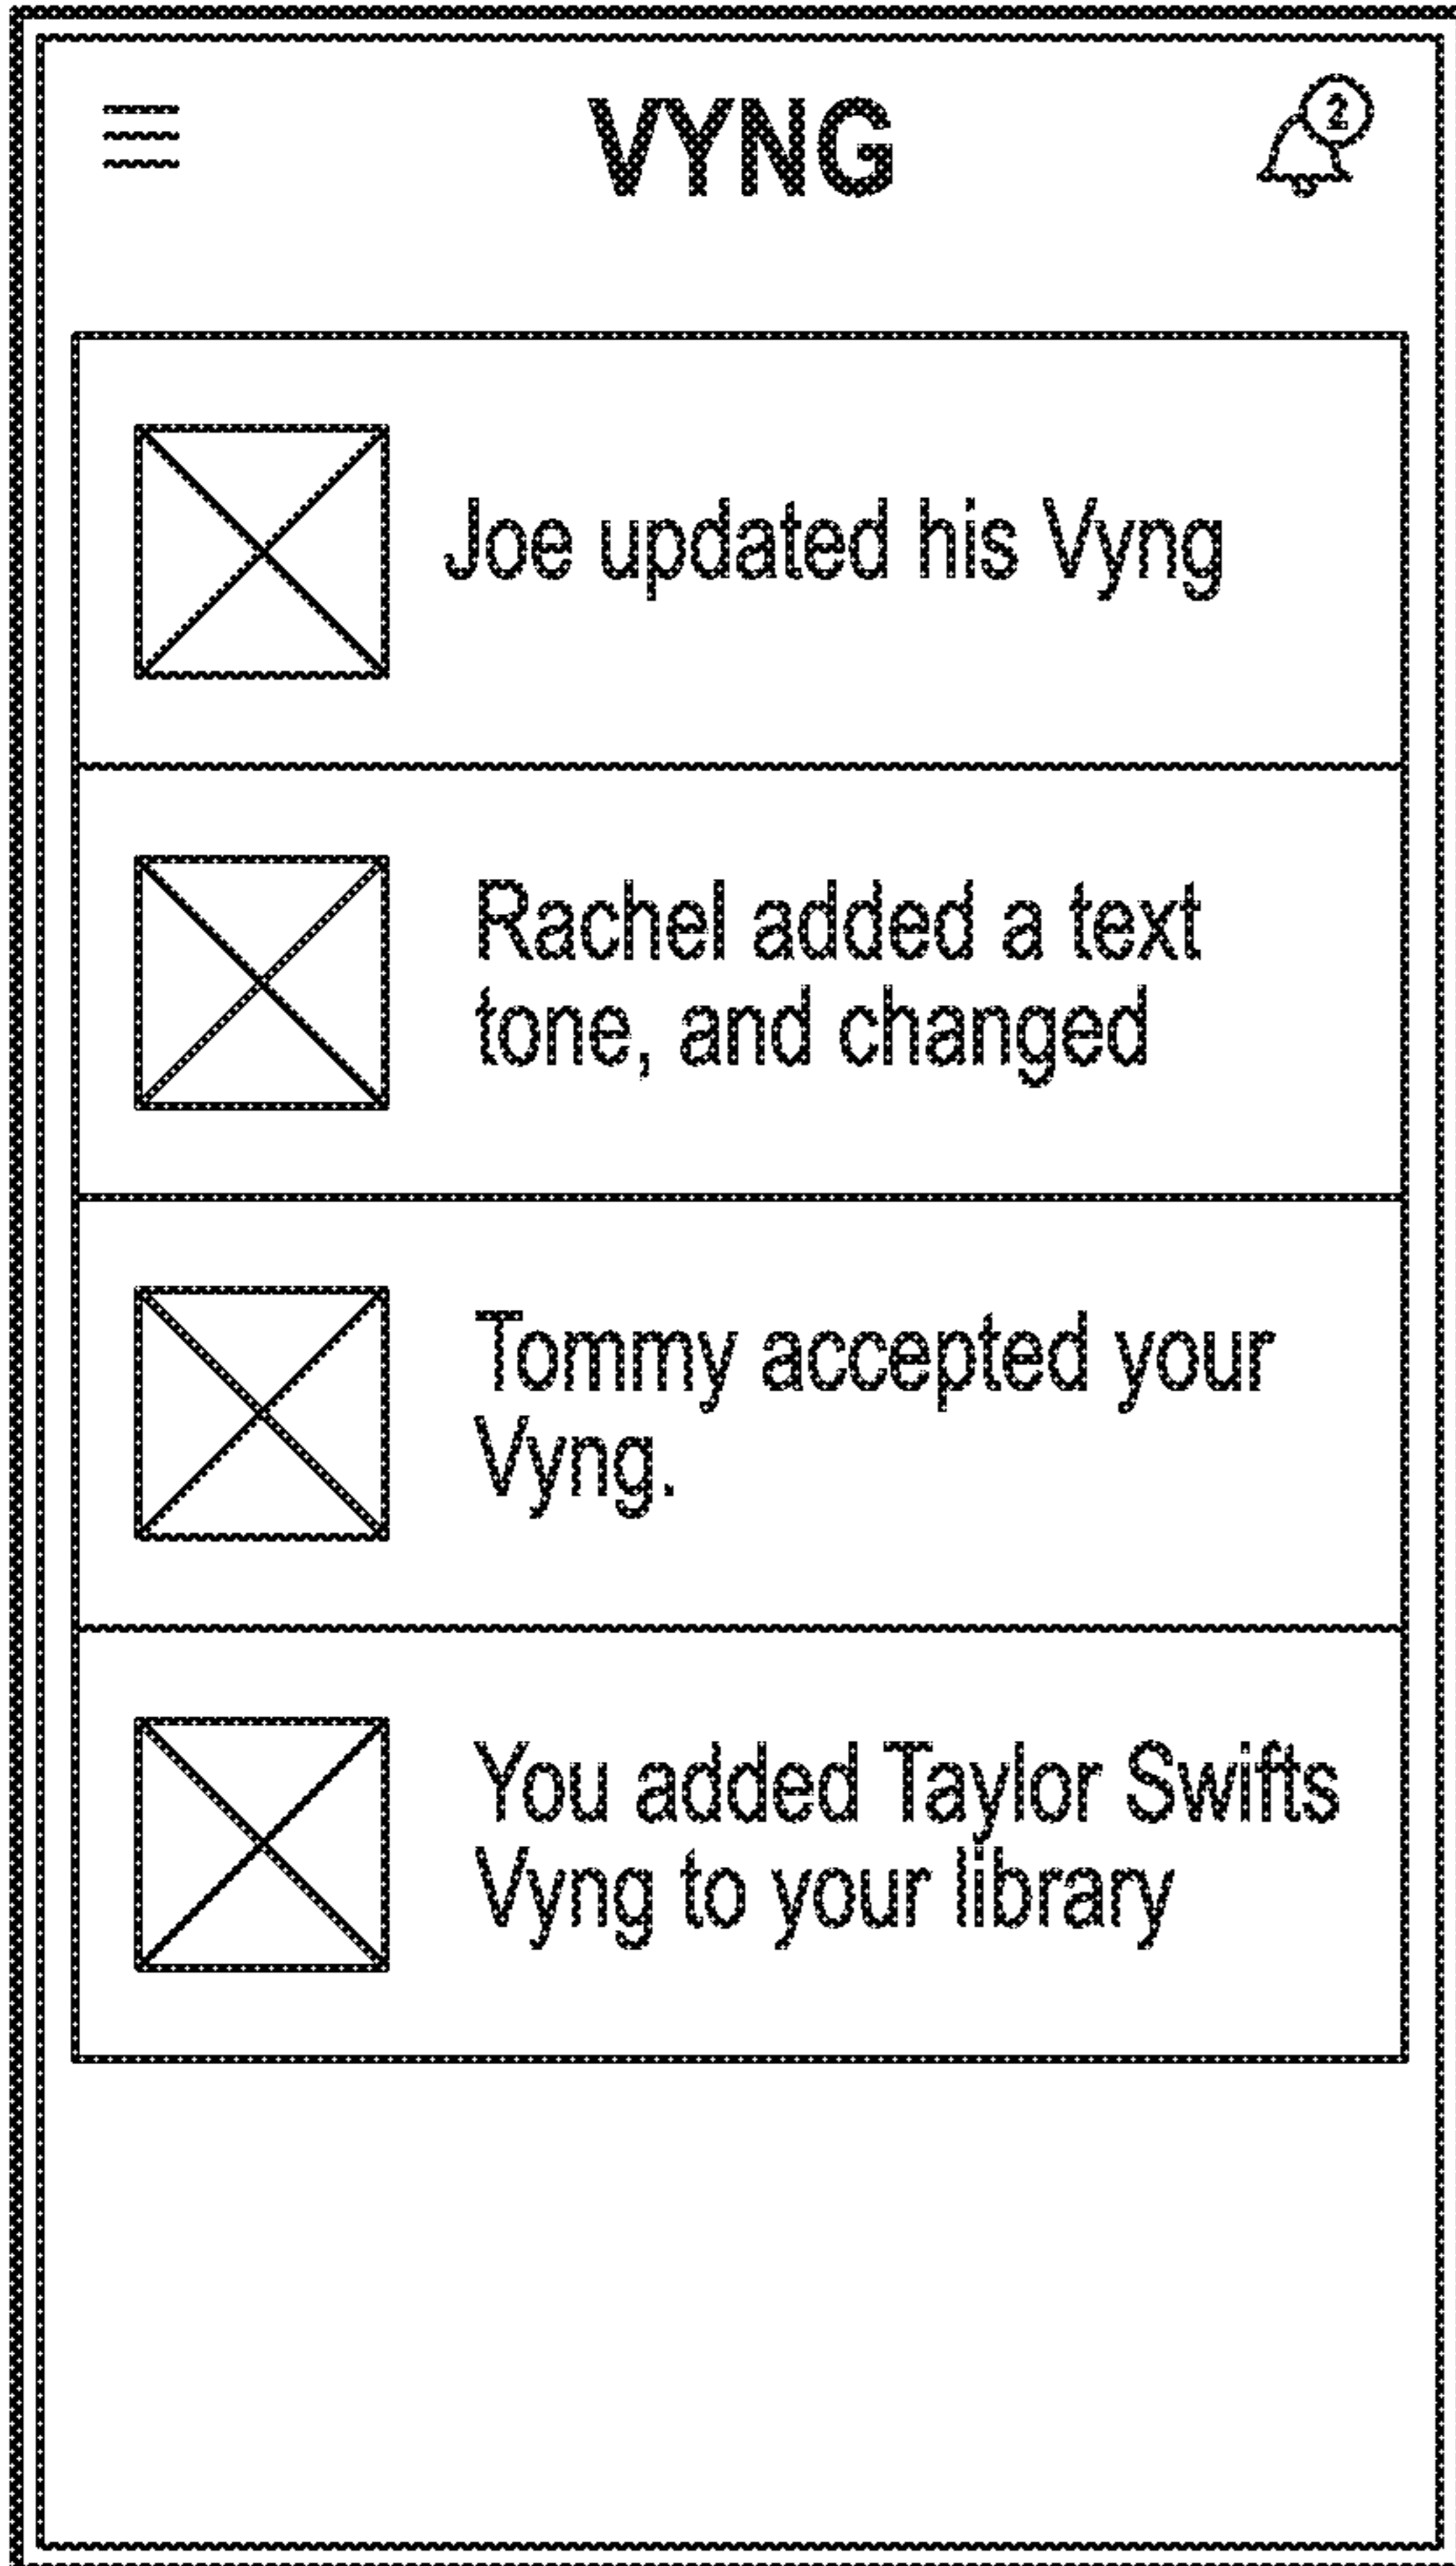 VYNG
2
Joe updated his Vyng
Rachel added a text
tone, and changed
Tommy accepted your
Vyng.
You added Taylor Swifts
Vyng to your library